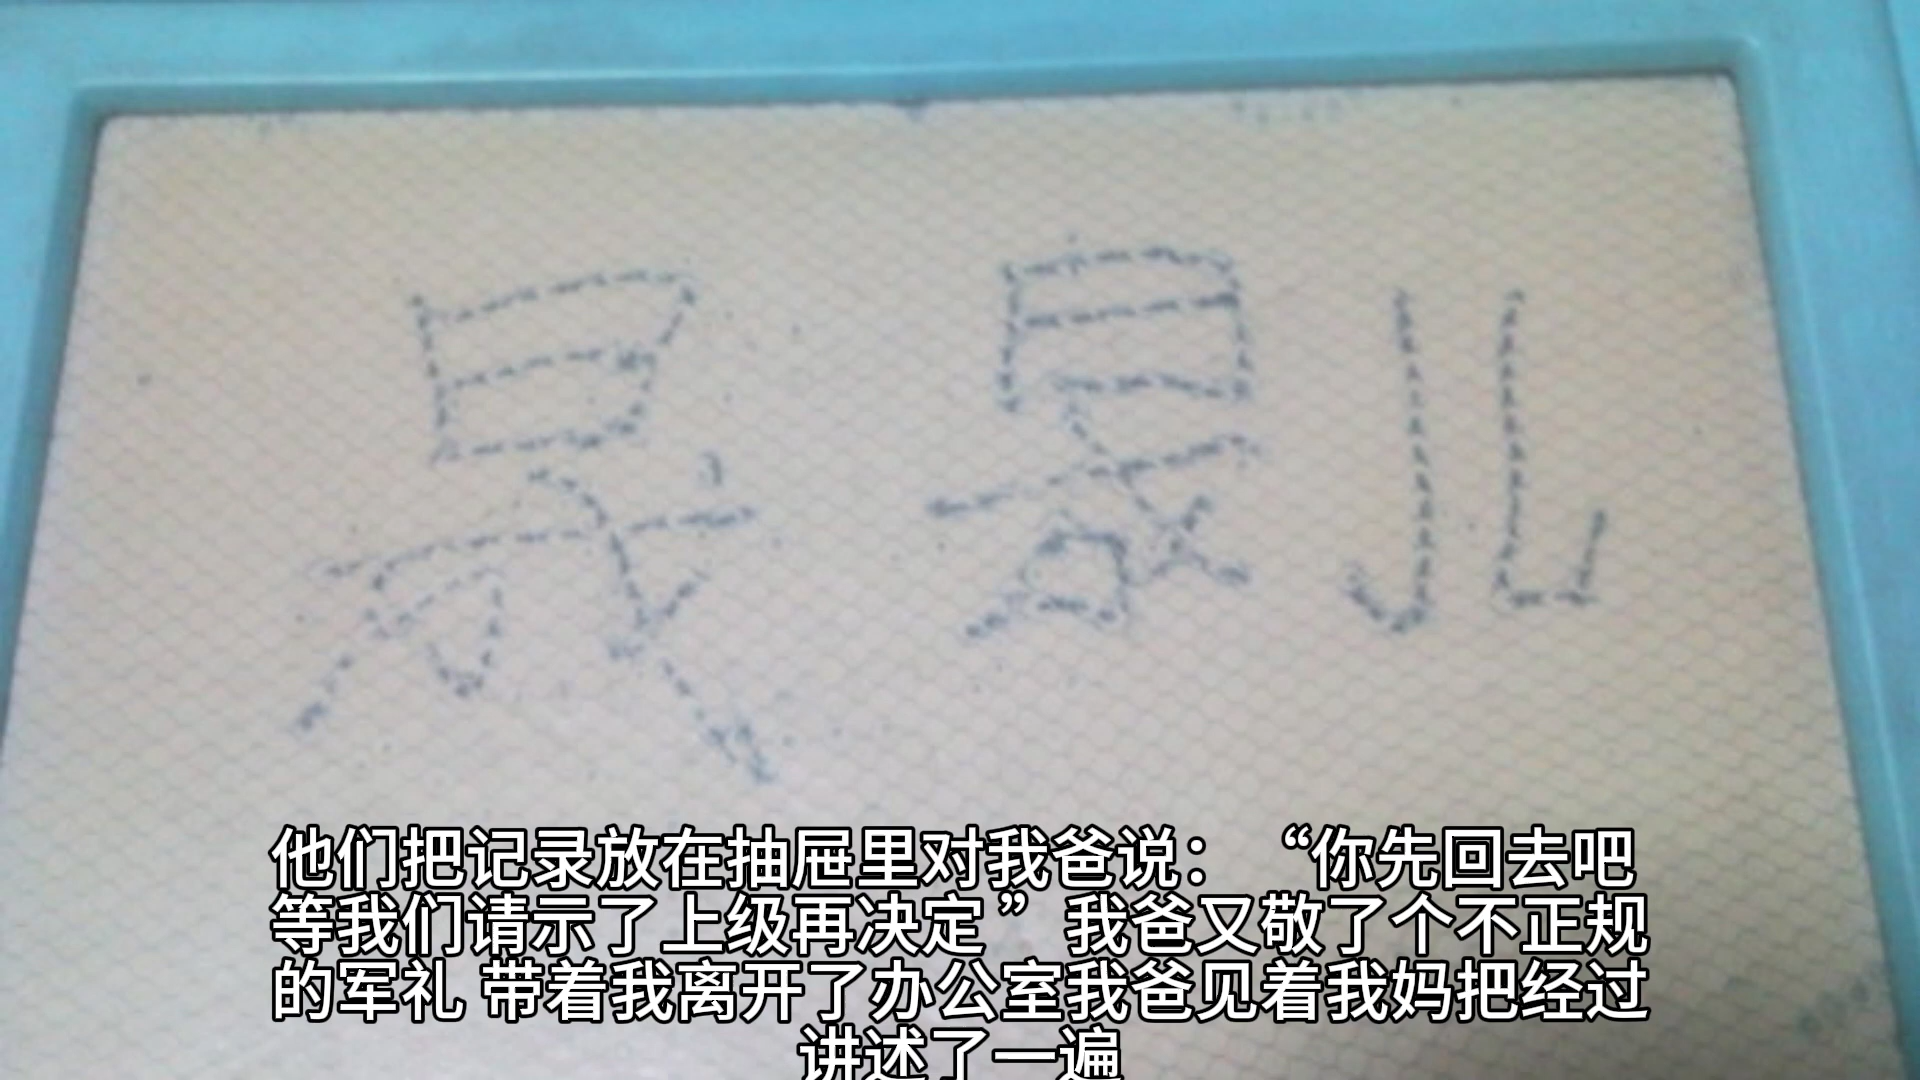 晟 晟儿
他们把记录放在抽屉里对我爸说：“你先回去吧
等我们请示了上级再决定”我爸又敬了个不正规
的军礼 带着我离开了办公室我爸见着我妈把经过
讲述了一遍